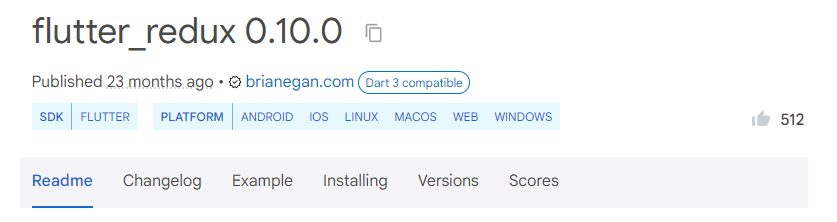 flutter_redux 0.10.0
Published 23 months ago • brianegan.com Dart 3 compatible
SDK FLUTTER PLATFORM ANDROID IOS LINUX MACOS WEB WINDOWS 512
Readme Changelog Example Installing Versions Scores